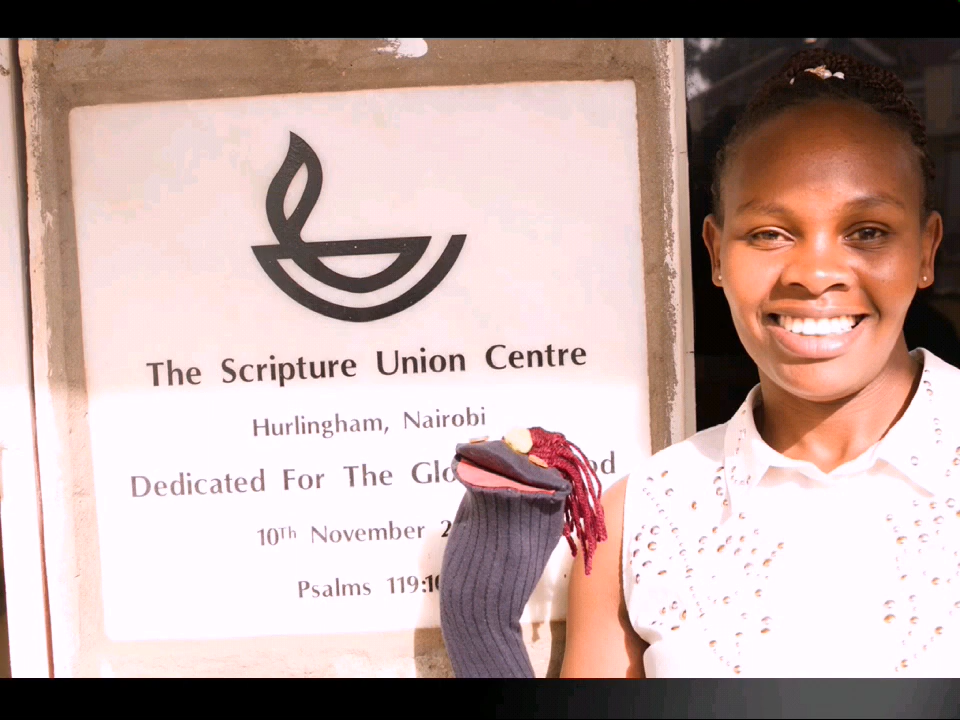 The Scripture Union Centre
Hurlingham, Nairobi
Dedicated For The
10Th November
Psalms